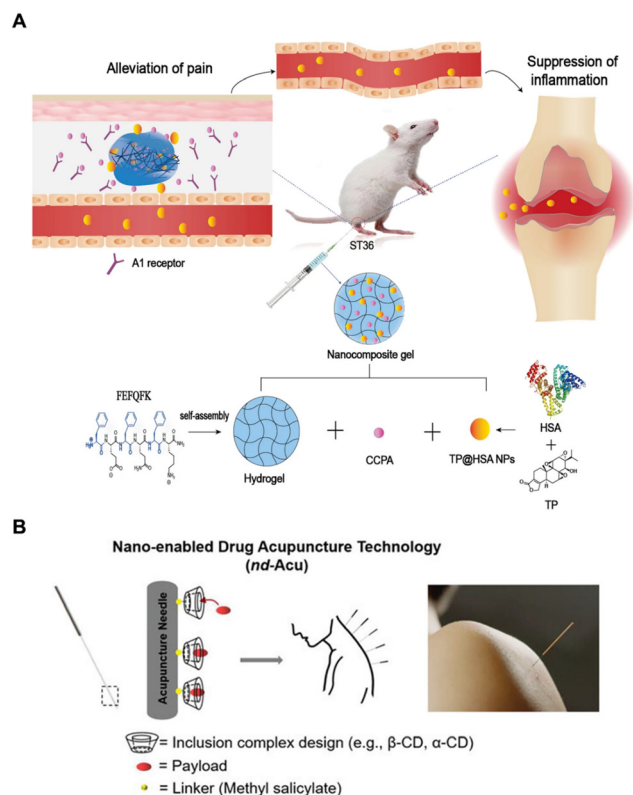 A
Alleviation of pain
Suppression of
inflammation
A1 receptor
ST36
Nanocomposite gel
FEFQFK
self-assembly
Hydrogel
+
CCPA
+
TP@HSA NPs
HSA
+
TP
B
Nano-enabled Drug Acupuncture Technology
(nd-Acu)
Acupuncture Needle
= Inclusion complex design (e.g., β-CD, α-CD)
= Payload
= Linker (Methyl salicylate)